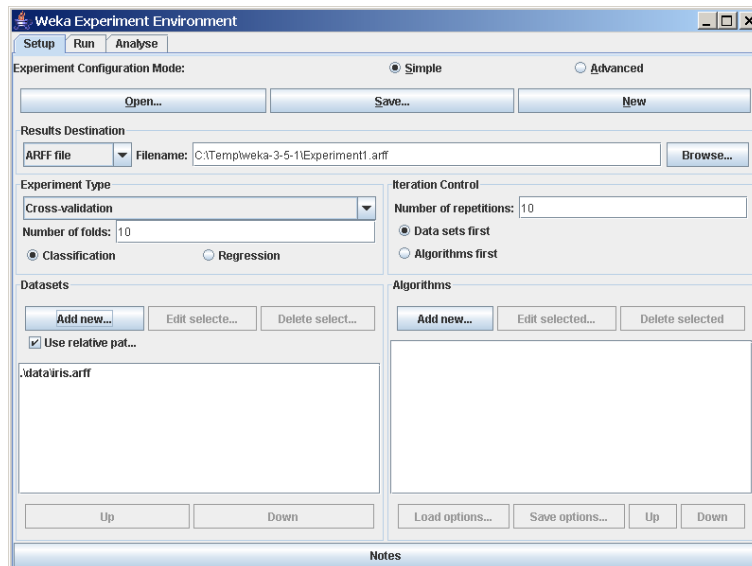 Weka Experiment Environment
Setup Run Analyse
Experiment Configuration Mode: Simple Advanced
Open... Save... New
Results Destination
ARFF file Filename: C:\Temp\weka-3-5-1\Experiment1.arff Browse...
Experiment Type Iteration Control
Cross-validation Number of repetitions: 10
Number of folds: 10 Data sets first
Classification Regression Algorithms first
Datasets Algorithms
Add new... Edit selecte... Delete select... Add new... Edit selected... Delete selected
Use relative pat...
.\data\iris.arff
Up Down Load options... Save options... Up Down
Notes